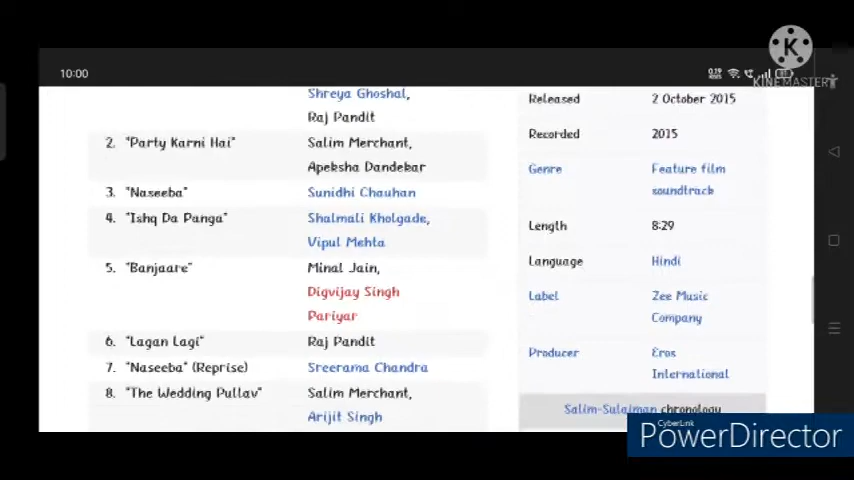 10:00
KINEMASTER
Shreya Ghoshal,
Raj Pandit
2. "Party Karni Hai" Salim Merchant,
Apeksha Dandekar
3. "Naseeba" Sunidhi Chauhan
4. "Ishq Da Panga" Shalmali Kholgade,
Vipul Mehta
5. "Banjaare" Minal Jain,
Digvijay Singh
Pariyar
6. "Lagan Lagi" Raj Pandit
7. "Naseeba" (Reprise) Sreerama Chandra
8. "The Wedding Pullav" Salim Merchant,
Arijit Singh
Released 2 October 2015
Recorded 2015
Genre Feature film
soundtrack
Length 8:29
Language Hindi
Label Zee Music
Company
Producer Eros
International
Salim-Sulaiman chronology
CyberLink
PowerDirector